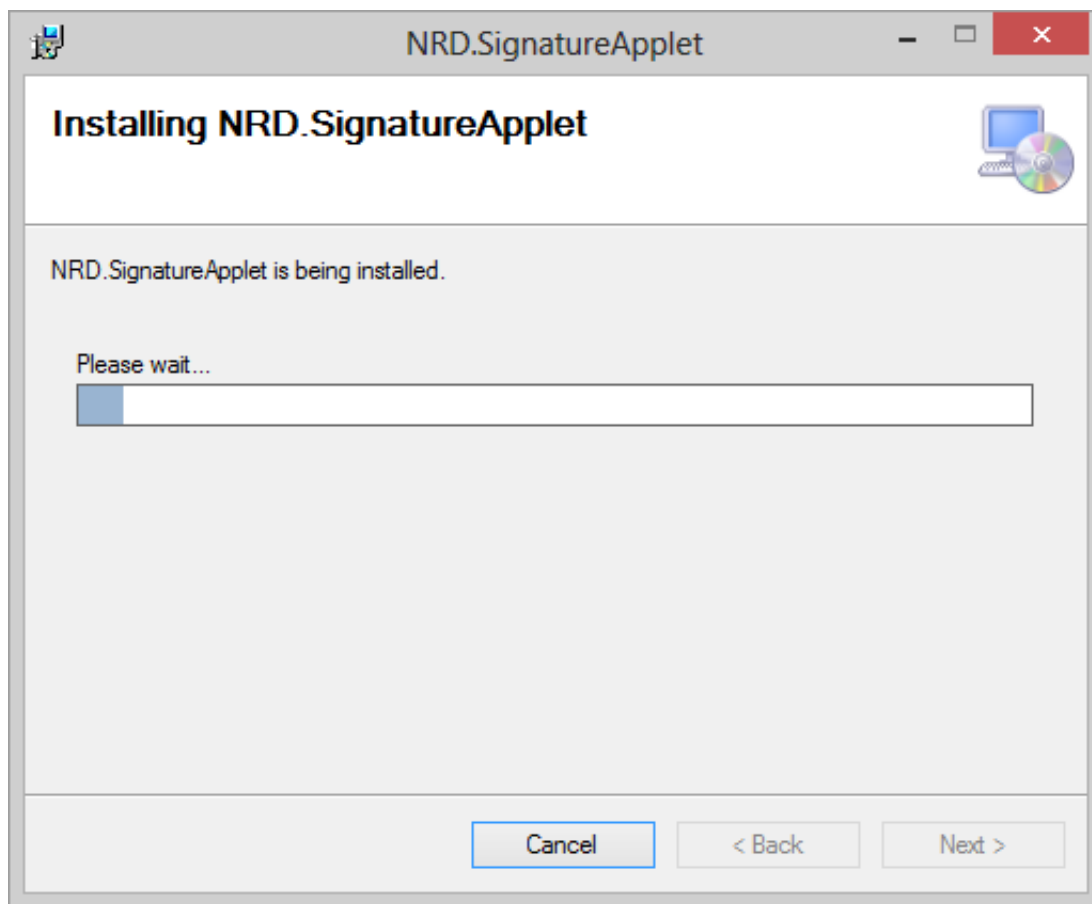 NRD.SignatureApplet
Installing NRD.SignatureApplet
NRD.SignatureApplet is being installed.
Please wait...
Cancel
< Back
Next >